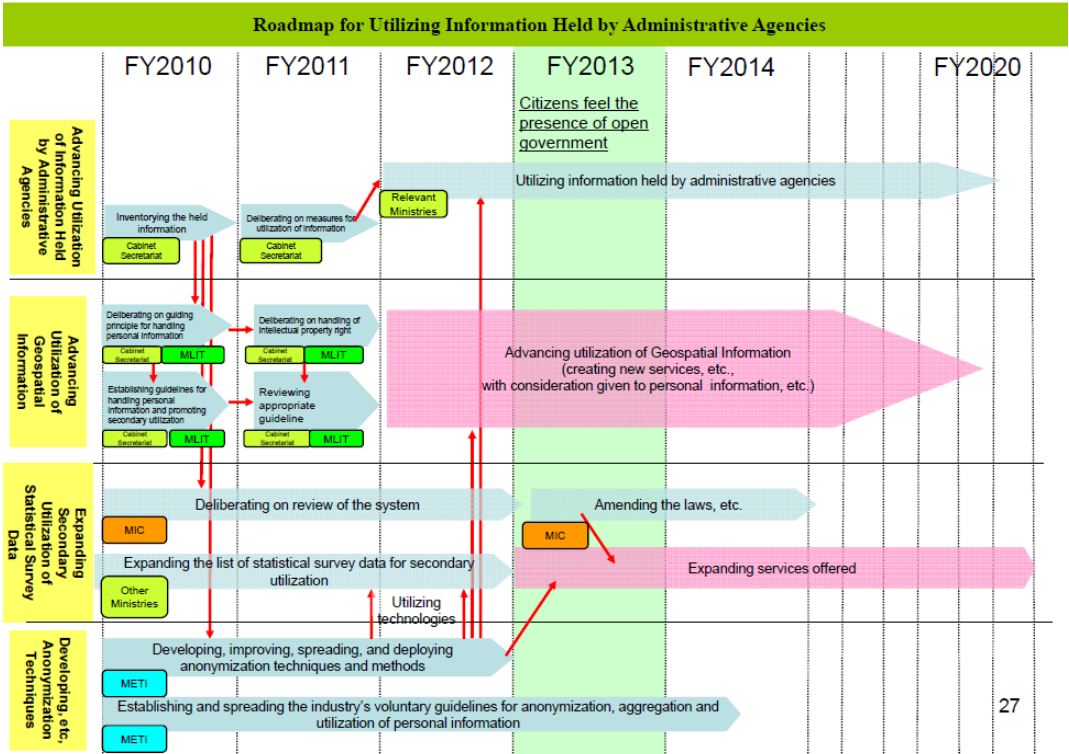 Roadmap for Utilizing Information Held by Administrative Agencies
FY2010
FY2011
FY2012
FY2013
FY2014
FY2020
Citizens feel the
presence of open
government
Advancing Utilization
of Information Held
by Administrative
Agencies
Utilizing information held by administrative agencies
Relevant
Ministries
Inventorying the held
information
Cabinet
Secretariat
Deliberating on measures for
utilization of information
Cabinet
Secretariat
Advancing
Utilization of
Geospatial
Information
Deliberating on guiding
principle for handling
personal information
Cabinet
Secretariat
MLIT
Deliberating on handling of
intellectual property right
Cabinet
Secretariat
MLIT
Establishing guidelines for
handling personal
information and promoting
secondary utilization
Cabinet
Secretariat
MLIT
Reviewing
appropriate
guideline
Cabinet
Secretariat
MLIT
Advancing utilization of Geospatial Information
(creating new services, etc.,
with consideration given to personal information, etc.)
Expanding
Secondary
Utilization of
Statistical Survey
Data
Deliberating on review of the system
MIC
Amending the laws, etc.
MIC
Expanding the list of statistical survey data for secondary
utilization
Other
Ministries
Expanding services offered
Utilizing
technologies
Developing, etc,
Anonymization
Techniques
Developing, improving, spreading, and deploying
anonymization techniques and methods
METI
Establishing and spreading the industry's voluntary guidelines for anonymization, aggregation and
utilization of personal information
METI
27